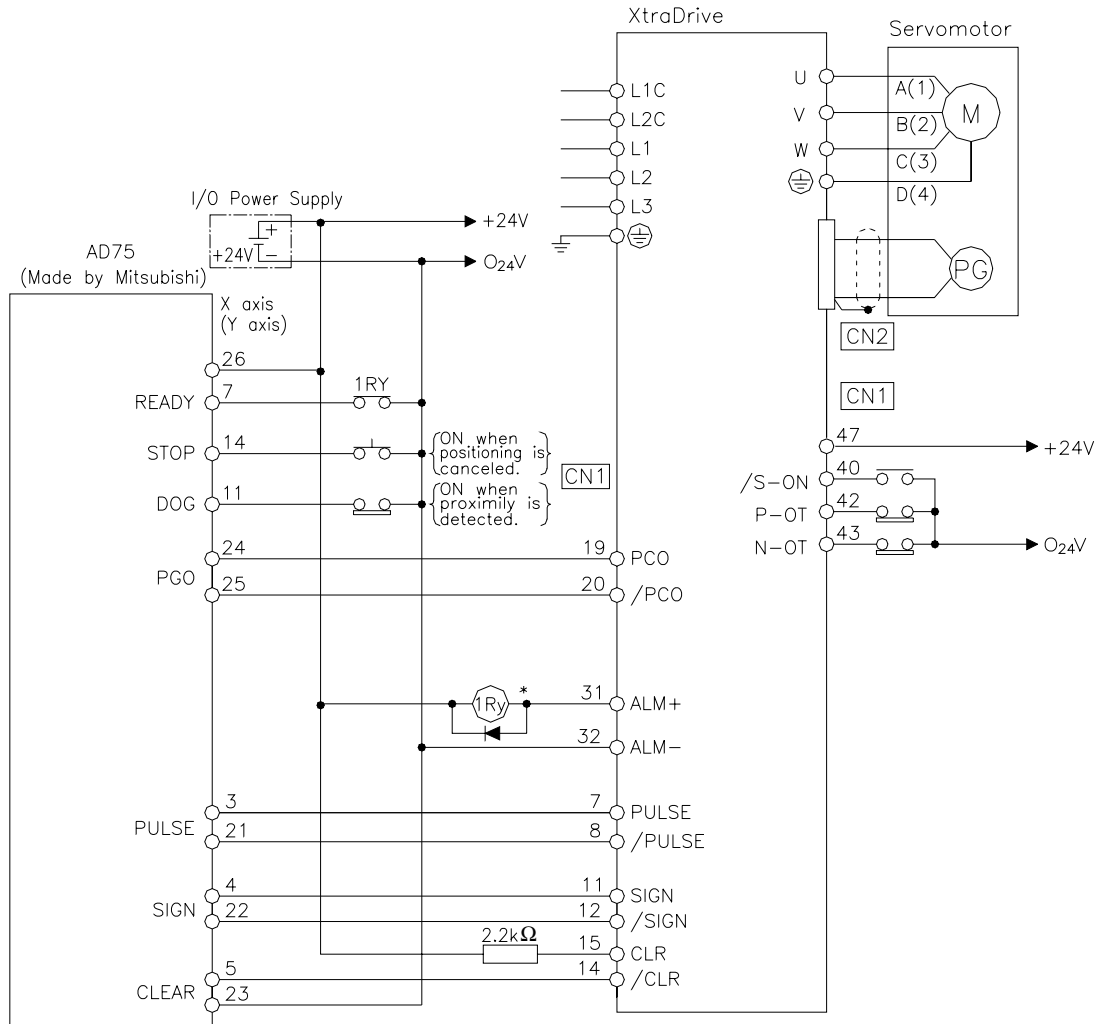 XtraDrive
Servomotor
L1C
L2C
L1
L2
L3
U
V
W
A(1)
B(2)
C(3)
D(4)
M
PG
CN2
CN1
I/O Power Supply
+
+24V
−
+24V
O24V
AD75
(Made by Mitsubishi)
X axis
(Y axis)
26
READY
7
1RY
STOP
14
ON when
positioning is
canceled.
DOG
11
ON when
proximily is
detected.
CN1
47
+24V
/S-ON
40
P-OT
42
N-OT
43
O24V
PGO
24
19
PCO
25
20
/PCO
1Ry
*
31
ALM+
32
ALM−
PULSE
3
7
PULSE
21
8
/PULSE
SIGN
4
11
SIGN
22
12
/SIGN
2.2kΩ
15
CLR
CLEAR
5
14
/CLR
23